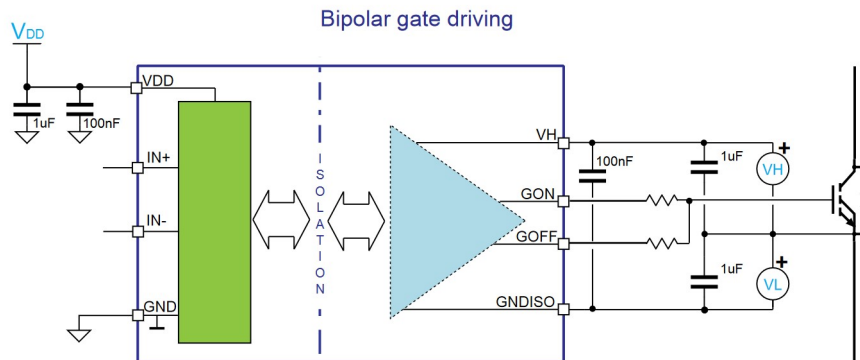 Bipolar gate driving
VDD
VDD
1uF
100nF
IN+
IN-
GND
ISOLATION
VH
100nF
1uF
+
VH
GON
GOFF
+
1uF
VL
GNDISO